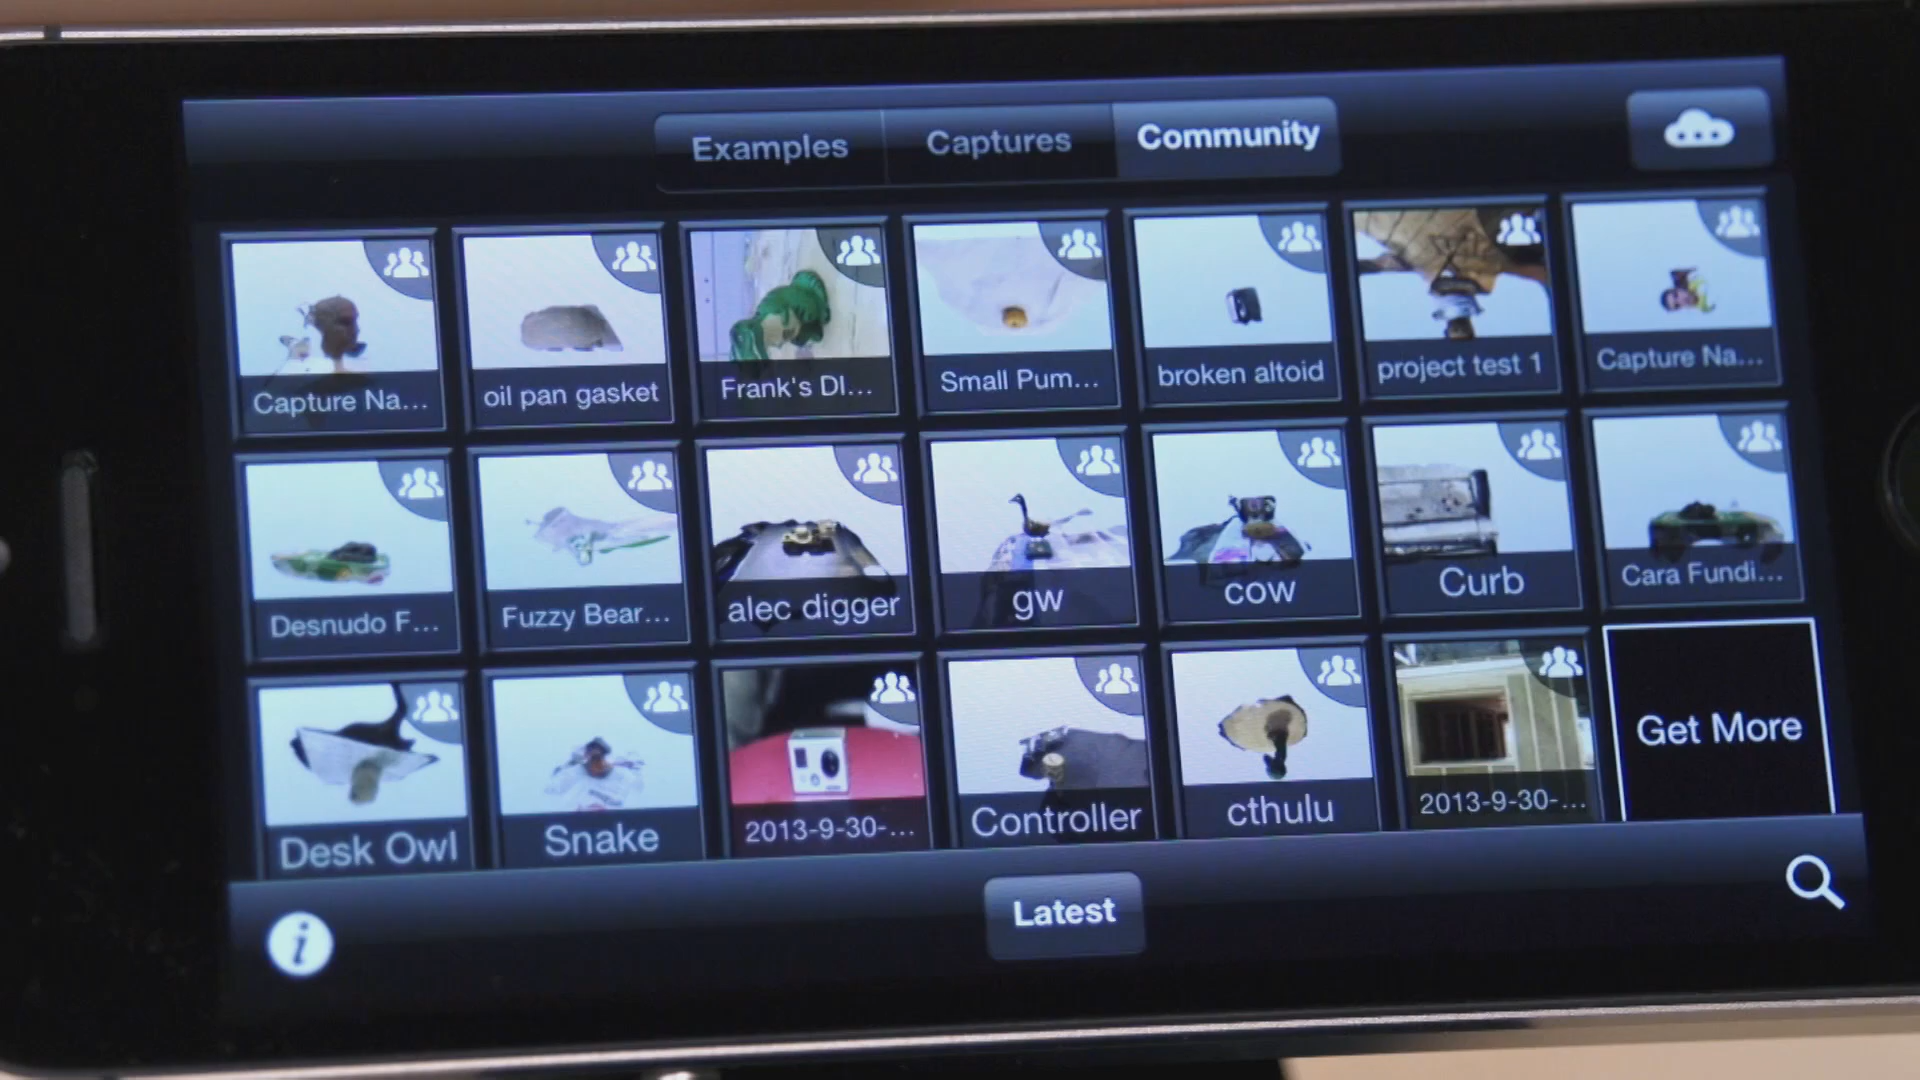 Examples
Captures
Community
Capture Na...
oil pan gasket
Frank's DI...
Small Pum...
broken altoid
project test 1
Capture Na...
Desnudo F...
Fuzzy Bear...
alec digger
gw
cow
Curb
Cara Fundi...
Desk Owl
Snake
2013-9-30-...
Controller
cthulu
2013-9-30-...
Get More
i
Latest